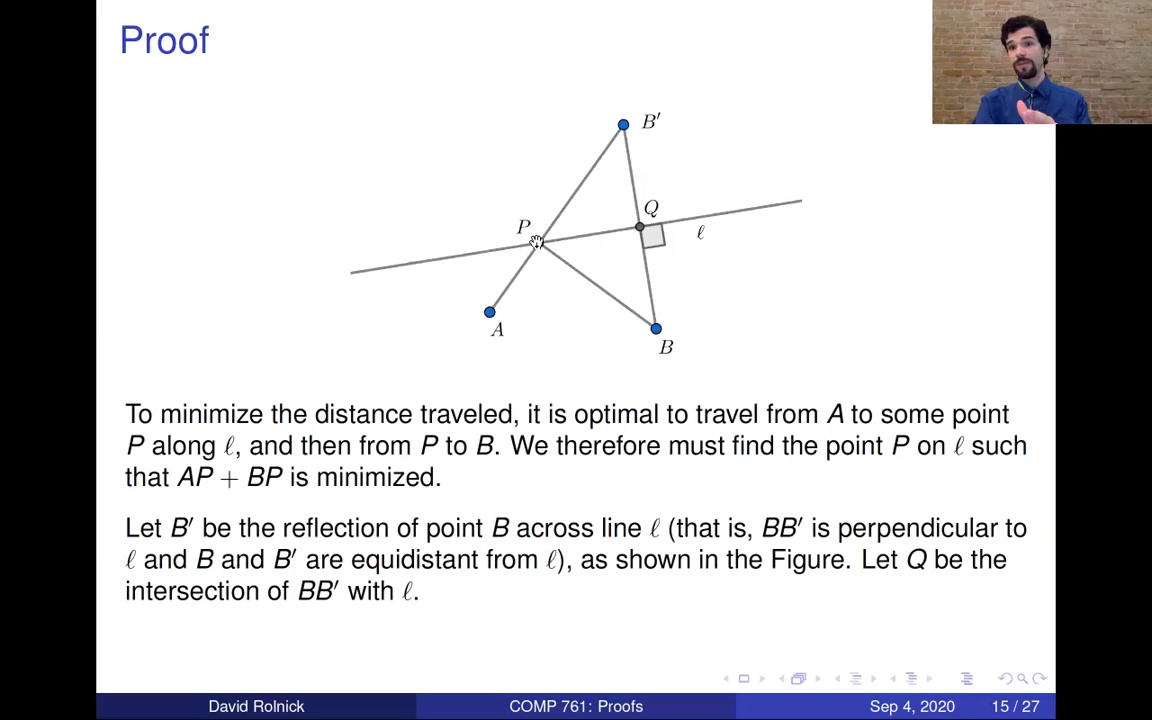 Proof
B′
Q
P
ℓ
A
B
To minimize the distance traveled, it is optimal to travel from A to some point
P along ℓ, and then from P to B. We therefore must find the point P on ℓ such
that AP + BP is minimized.
Let B′ be the reflection of point B across line ℓ (that is, BB′ is perpendicular to
ℓ and B and B′ are equidistant from ℓ), as shown in the Figure. Let Q be the
intersection of BB′ with ℓ.
David Rolnick COMP 761: Proofs Sep 4, 2020 15 / 27